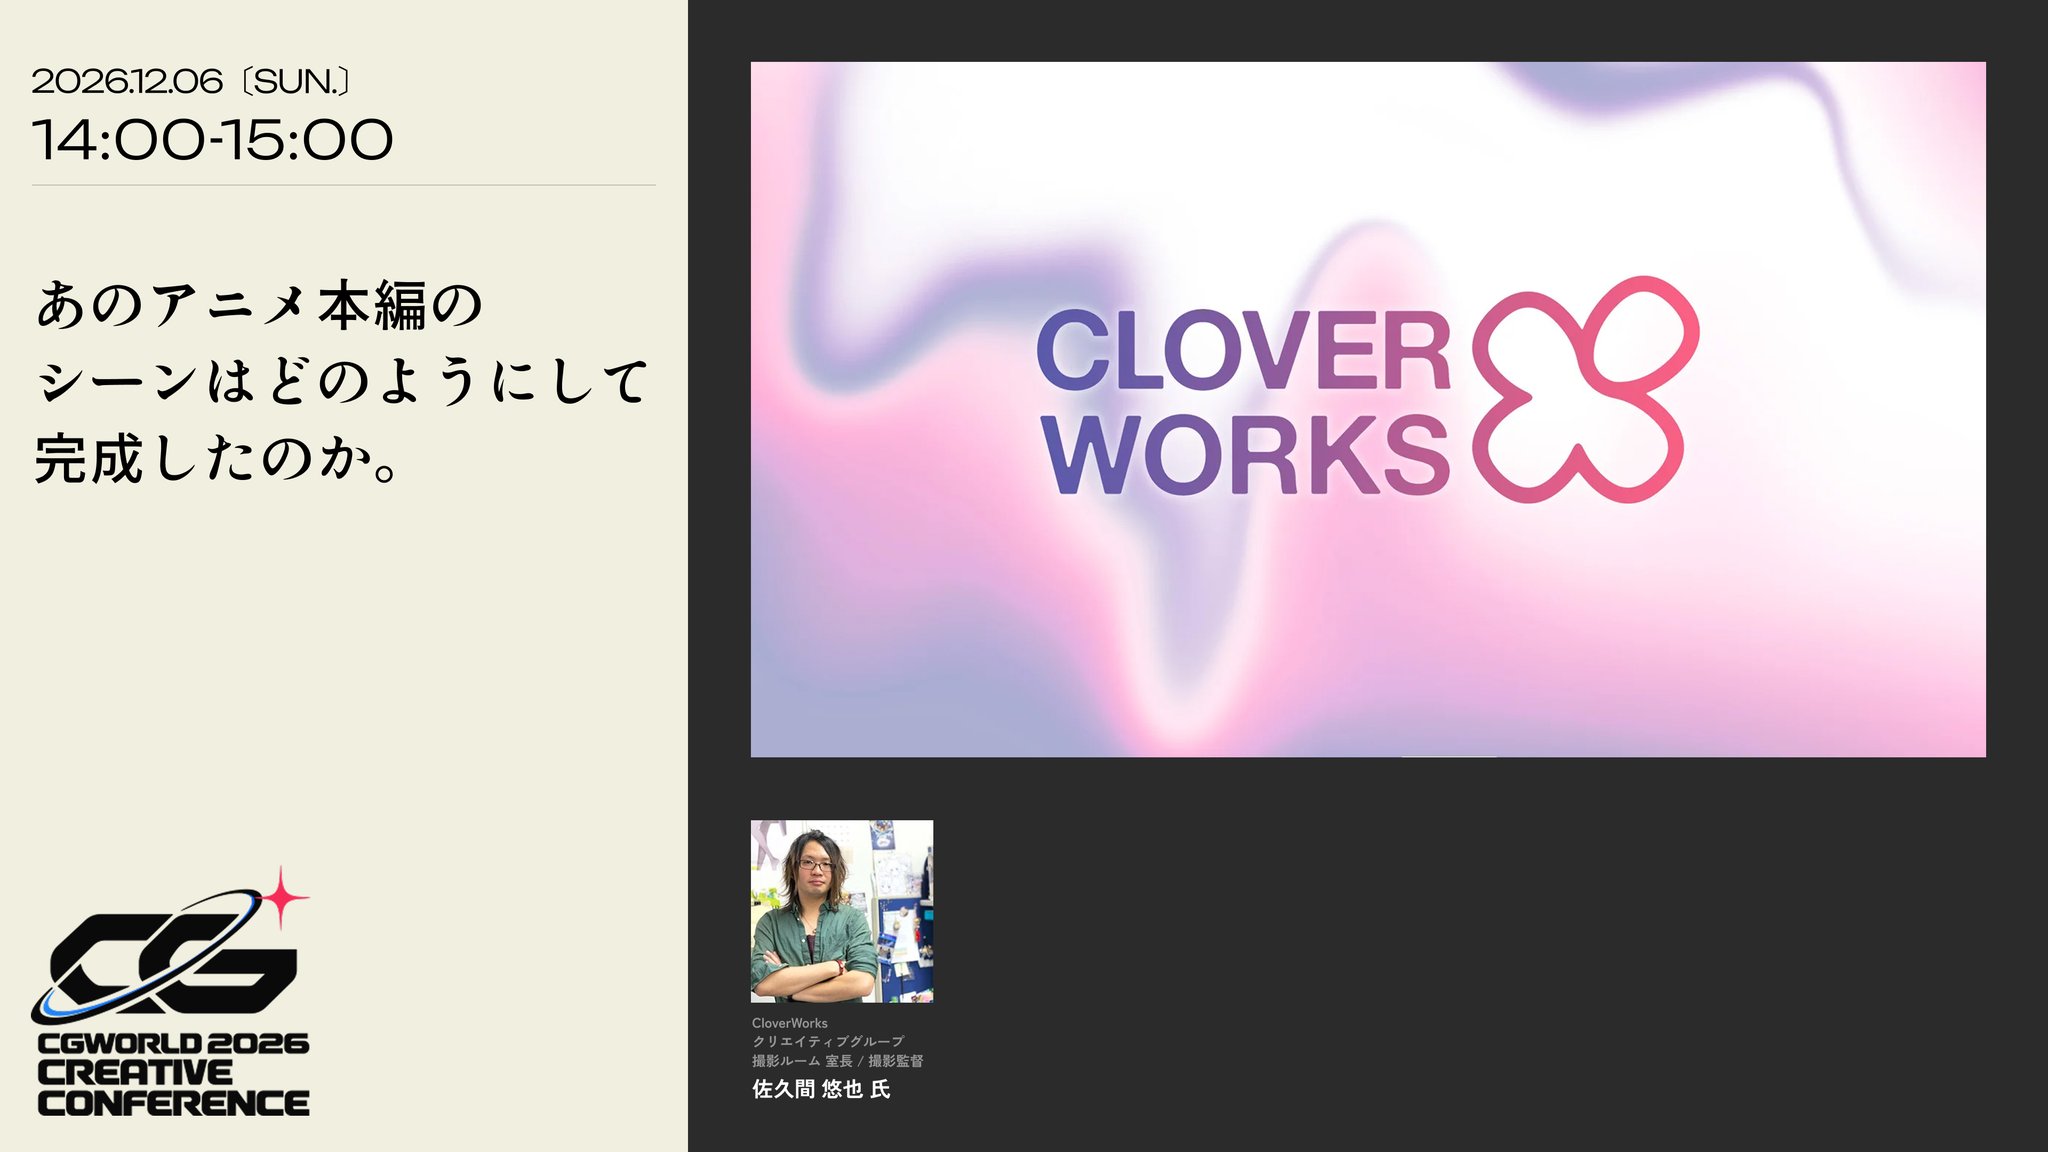 2026.12.06〔SUN.〕
14:00-15:00
あのアニメ本編の
シーンはどのようにして
完成したのか。
CG
CGWORLD 2026
CREATIVE
CONFERENCE
CLOVER
WORKS
CloverWorks
クリエイティブグループ
撮影ルーム 室長 / 撮影監督
佐久間 悠也 氏